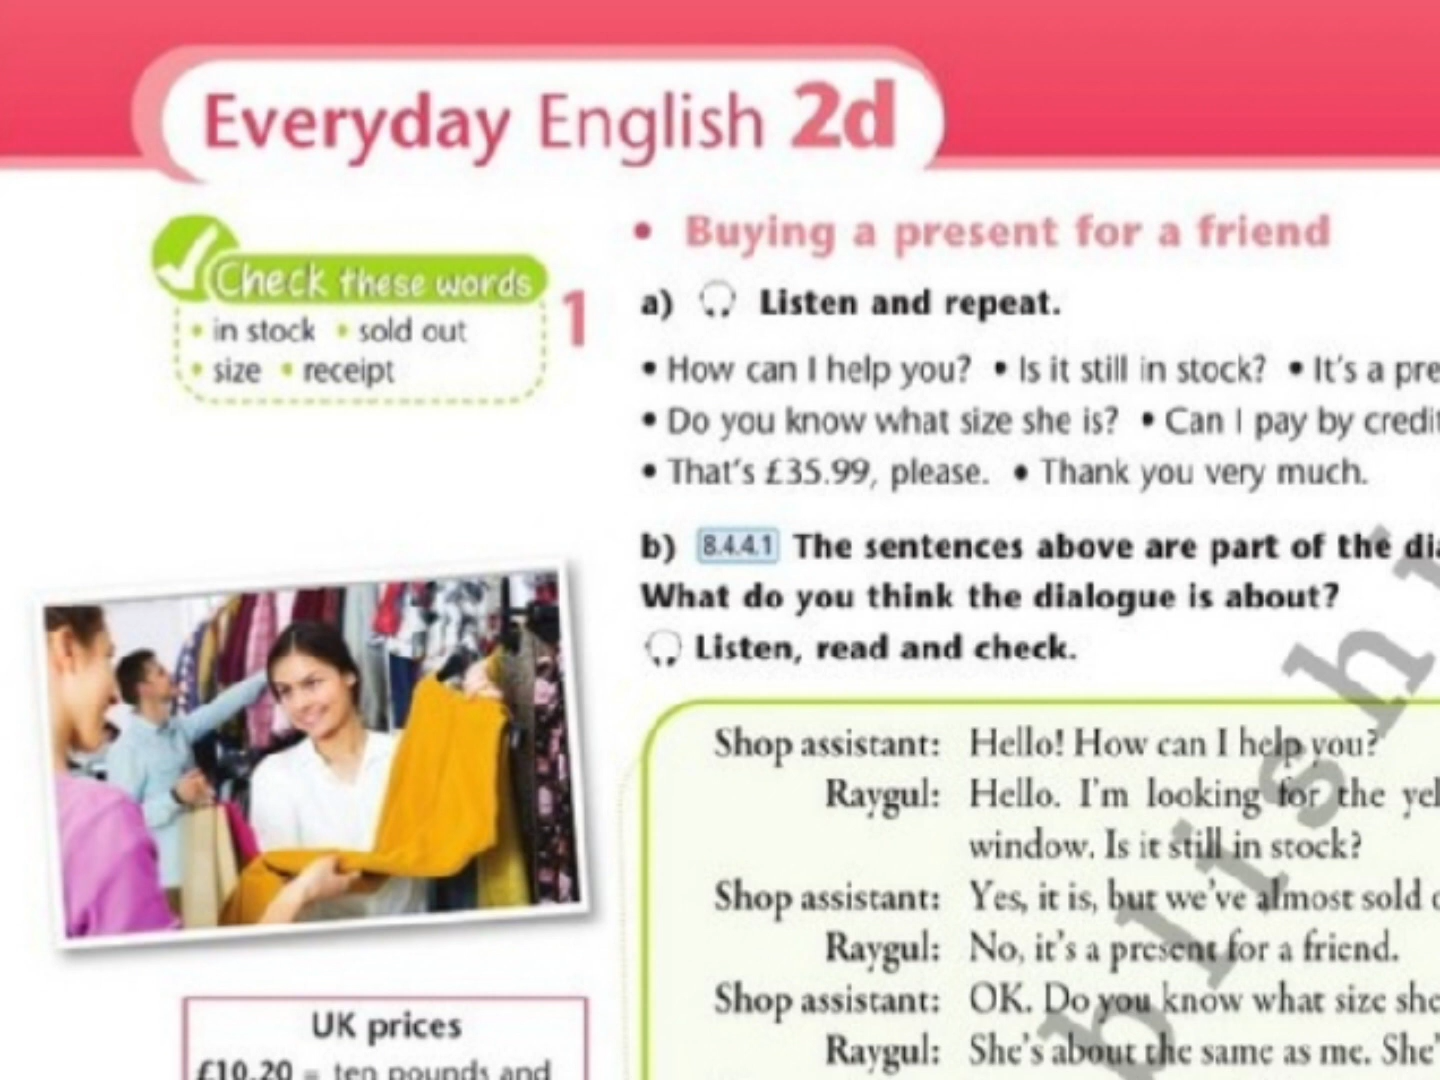 Everyday English 2d
Check these words
• in stock • sold out
• size • receipt
• Buying a present for a friend
1 a) Listen and repeat.
• How can I help you? • Is it still in stock? • It's a
• Do you know what size she is? • Can I pay by credit
• That's £35.99, please. • Thank you very much.
b) 8.4.4.1 The sentences above are part of the
What do you think the dialogue is about?
Listen, read and check.
Shop assistant: Hello! How can I help you?
Raygul: Hello. I'm looking for the
window. Is it still in stock?
Shop assistant: Yes, it is, but we've almost sold
Raygul: No, it's a present for a friend.
Shop assistant: OK. Do you know what size she
Raygul: She's about the same as me.
UK prices
£10.20 = ten pounds and